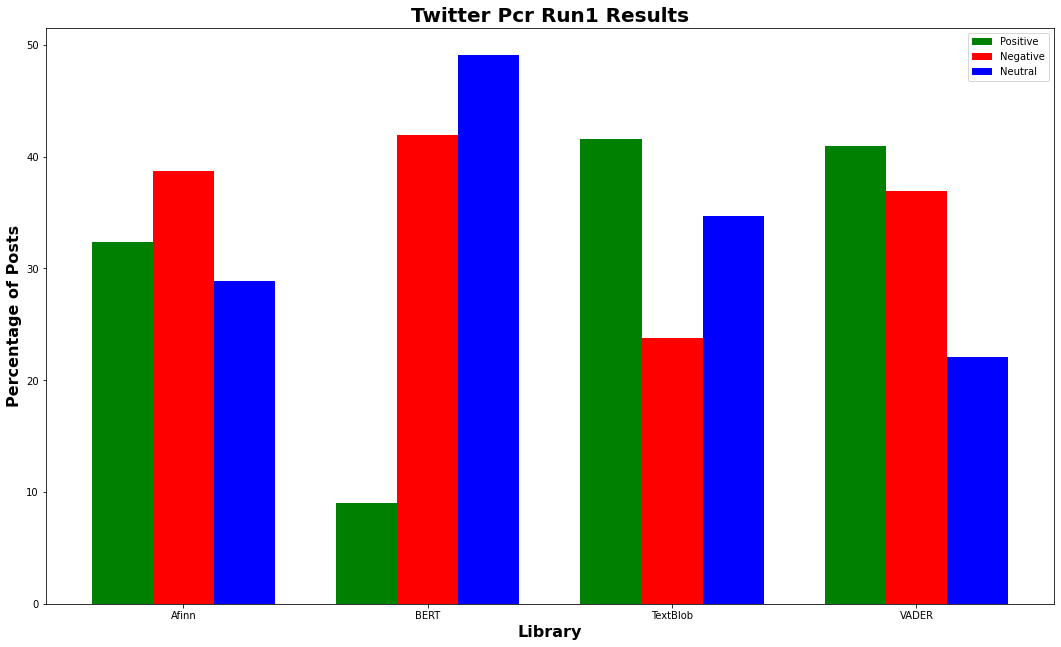 Twitter Pcr Run1 Results
Positive
Negative
Neutral
Percentage of Posts
50
40
30
20
10
0
Afinn BERT TextBlob VADER
Library